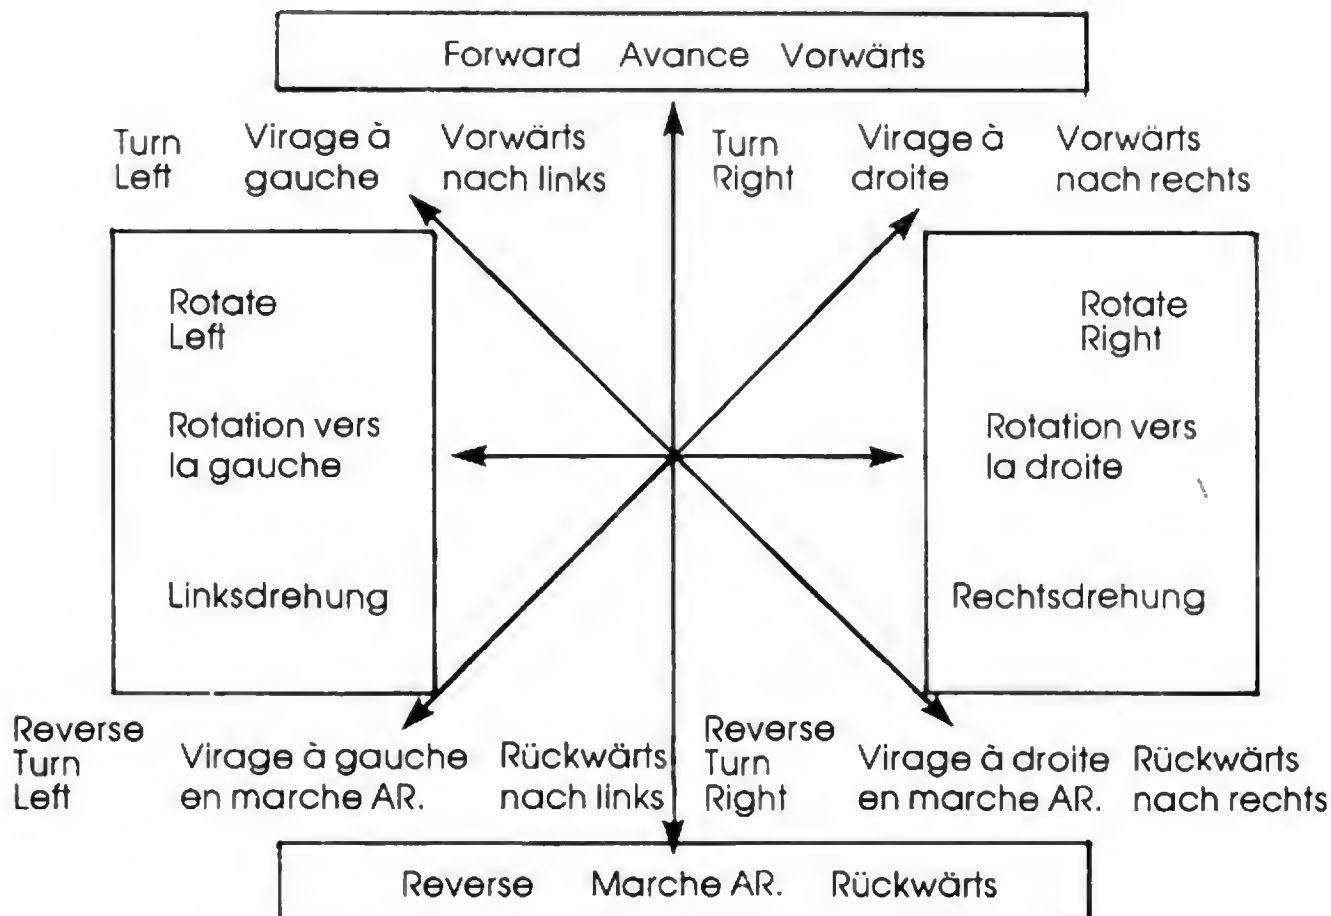 Forward Avance Vorwärts
Turn
Left
Virage à
gauche
Vorwärts
nach links
Turn
Right
Virage à
droite
Vorwärts
nach rechts
Rotate
Left
Rotation vers
la gauche
Linksdrehung
Rotate
Right
Rotation vers
la droite
Rechtsdrehung
Reverse
Turn
Left
Virage à gauche
en marche AR.
Rückwärts
nach links
Reverse
Turn
Right
Virage à droite
en marche AR.
Rückwärts
nach rechts
Reverse Marche AR. Rückwärts